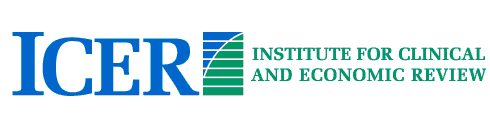 ICER
INSTITUTE FOR CLINICAL
AND ECONOMIC REVIEW